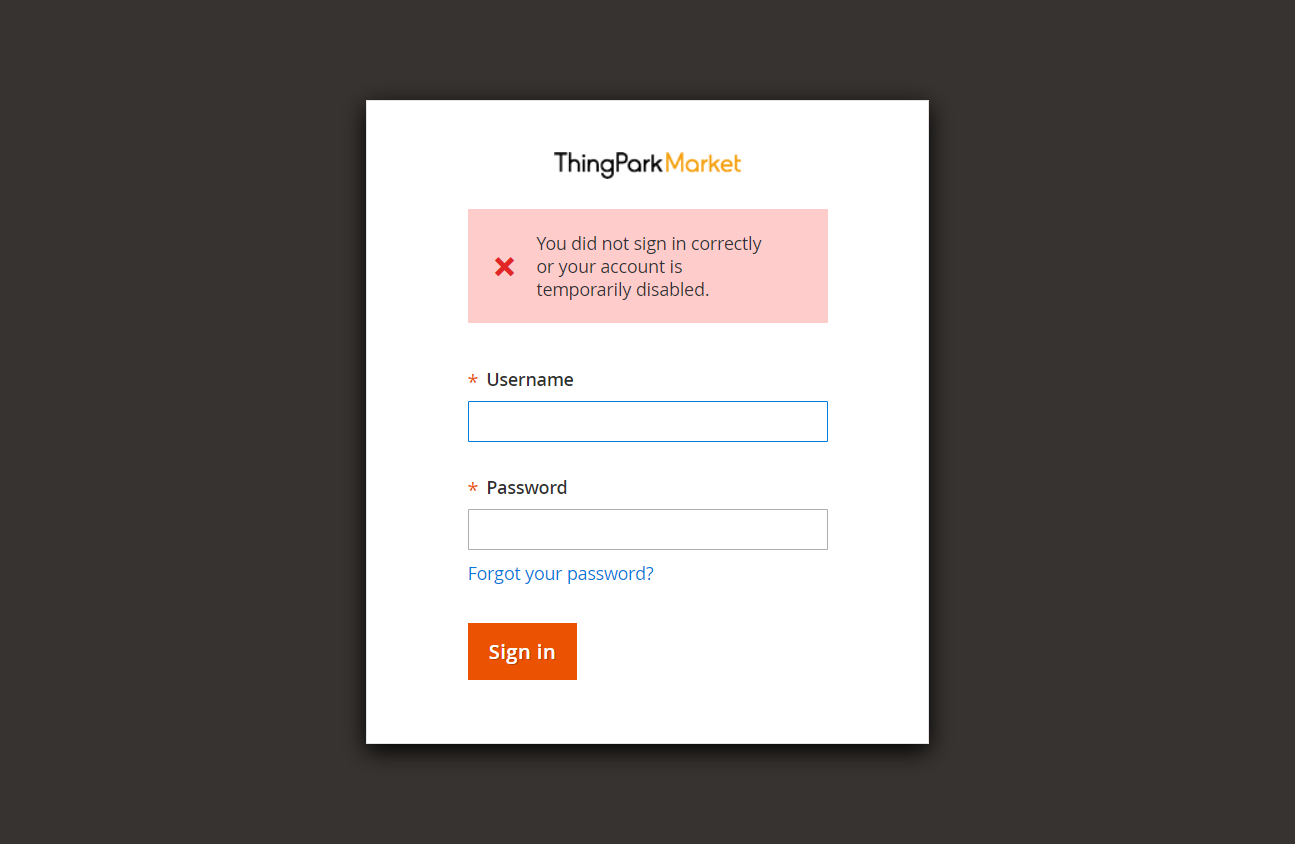 ThingParkMarket
You did not sign in correctly
or your account is
temporarily disabled.
* Username
* Password
Forgot your password?
Sign in